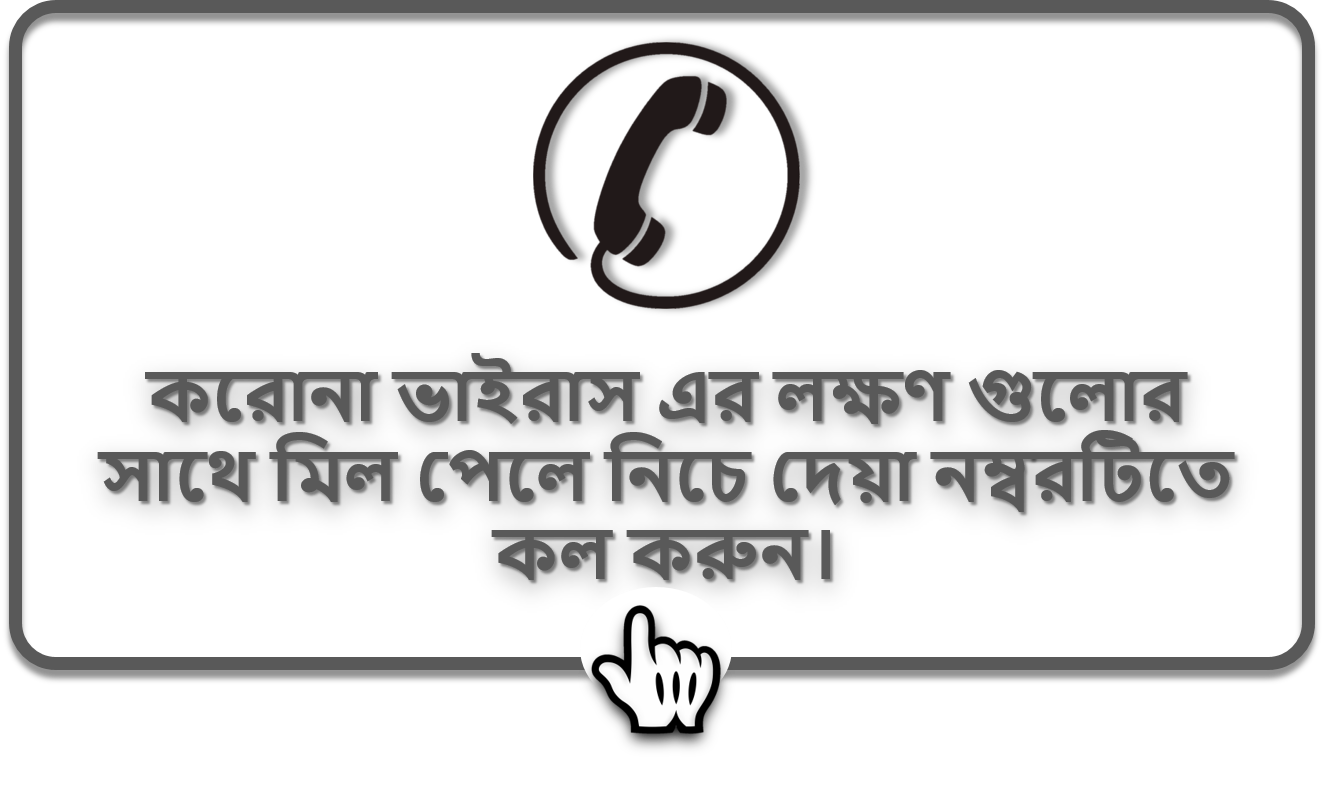 করোনা ভাইরাস এর লক্ষণ গুলোর
সাথে মিল পেলে নিচে দেয়া নম্বরটিতে
কল করুন।